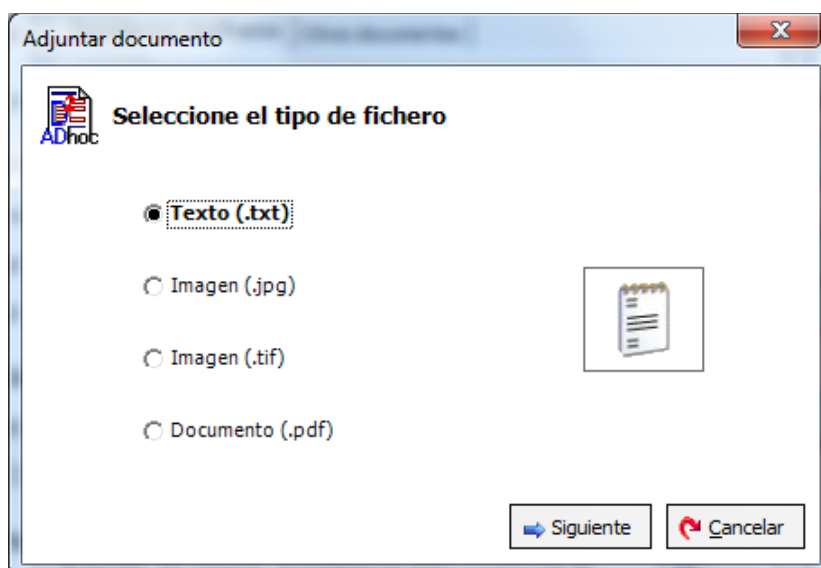 Adjuntar documento
X
ADhoc
Seleccione el tipo de fichero
Texto (.txt)
Imagen (.jpg)
Imagen (.tif)
Documento (.pdf)
Siguiente
Cancelar